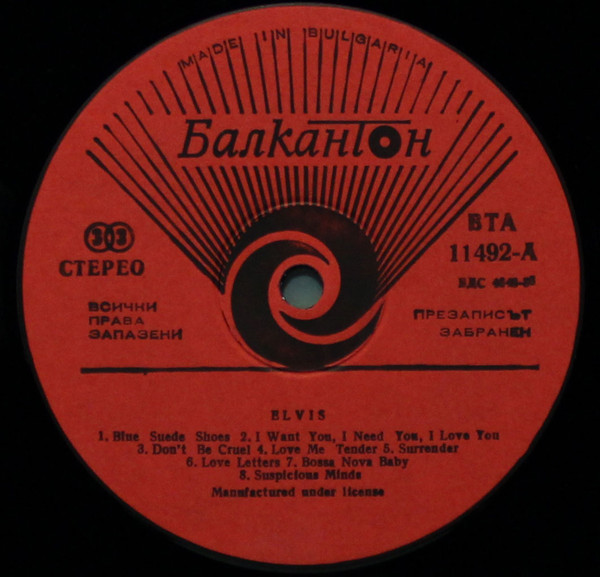 MADE IN BULGARIA
Балкантон
33
СТЕРЕО
ВТА
11492-А
ВСИЧНИ
ПРАВА
ЗАПАЗЕНИ
БДС
ПРЕЗАПИСЪТ
ЗАБРАНЕН
ELVIS
1. Blue Suede Shoes 2. I Want You, I Need You, I Love You
3. Don't Be Cruel 4. Love Me Tender 5. Surrender
6. Love Letters 7. Bossa Nova Baby
8. Suspicious Minds
Manufactured under license